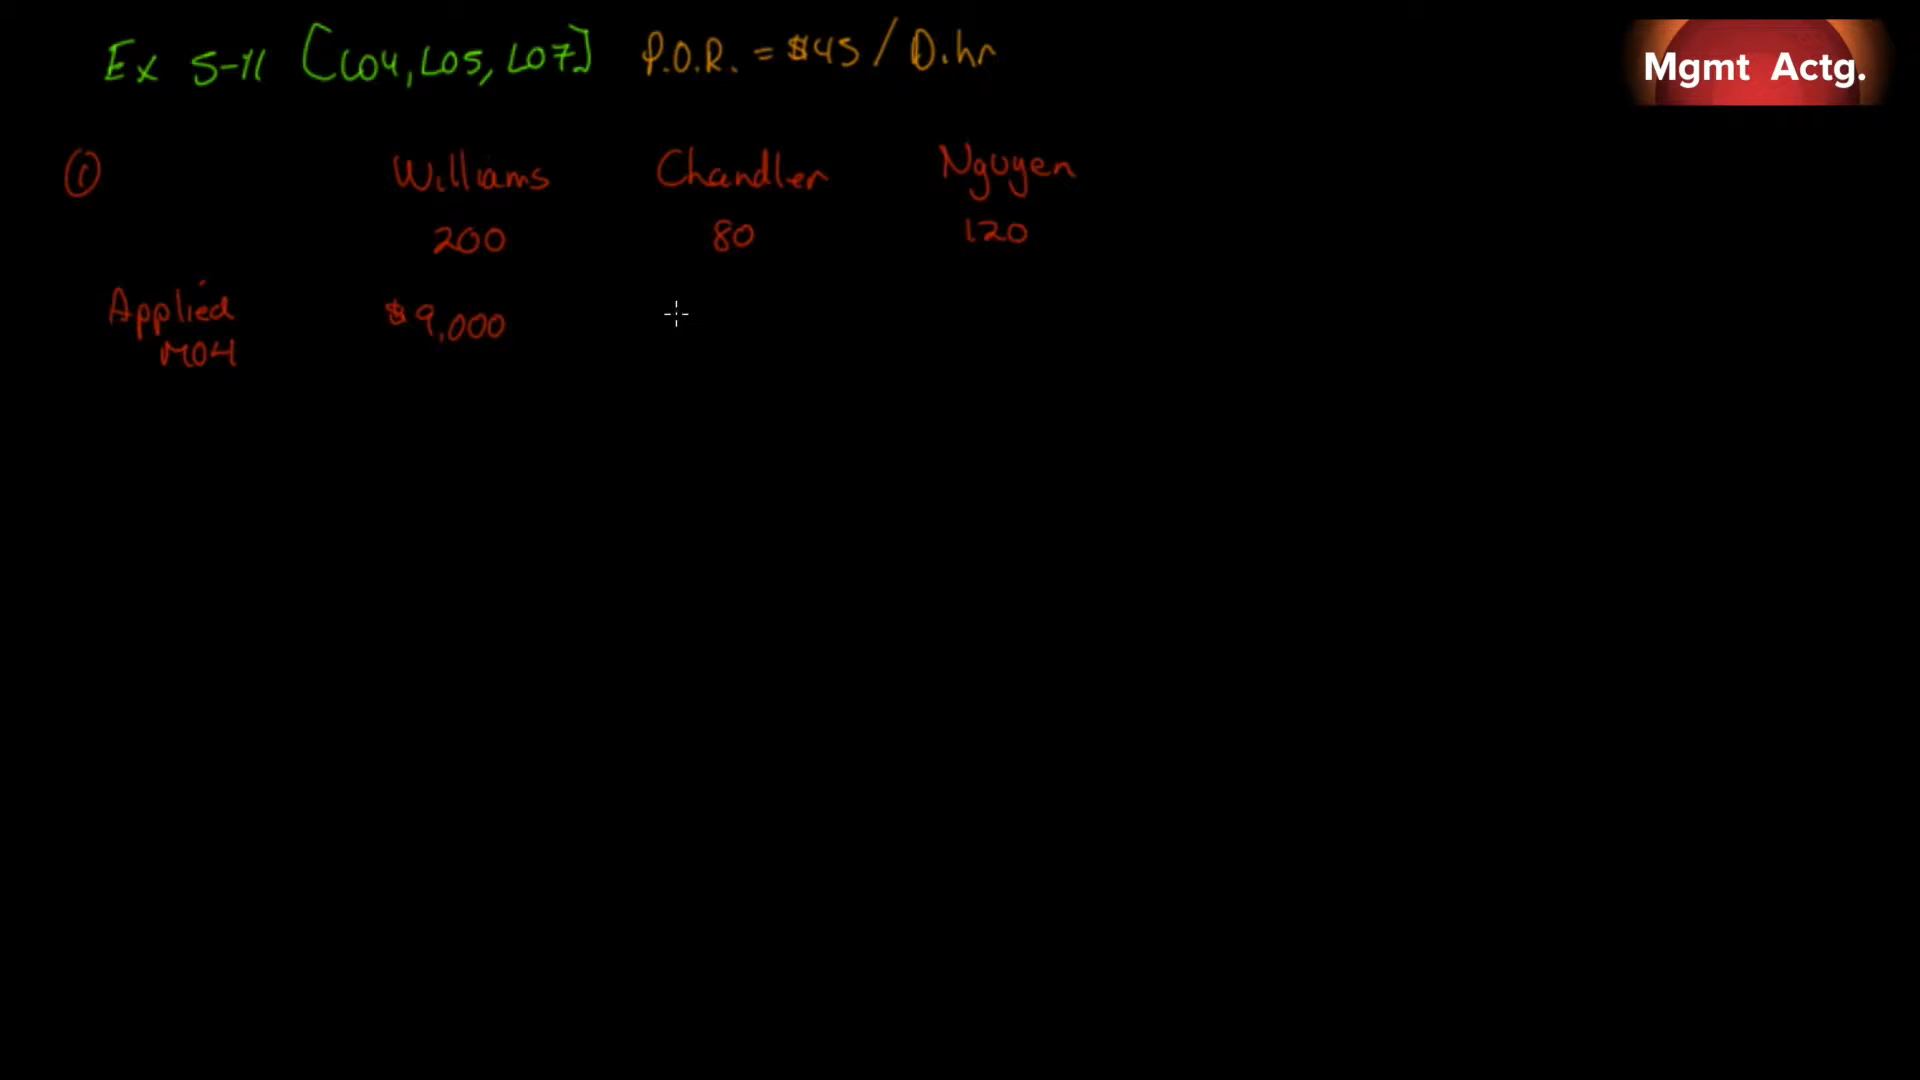 Ex 5-11 [LO4, LO5, LO7] P.O.R. = $45 / D.hr
Mgmt Actg.
① Williams Chandler Nguyen
200 80 120
Applied $9,000
MOH